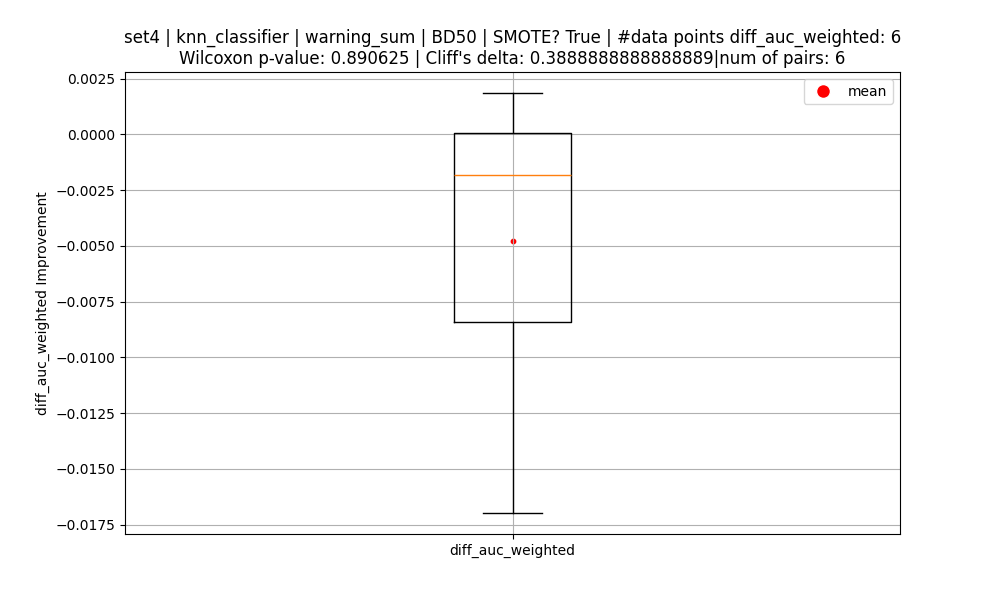 set4 | knn_classifier | warning_sum | BD50 | SMOTE? True | #data points diff_auc_weighted: 6
Wilcoxon p-value: 0.890625 | Cliff's delta: 0.3888888888888889|num of pairs: 6
mean
0.0025
0.0000
−0.0025
−0.0050
−0.0075
−0.0100
−0.0125
−0.0150
−0.0175
diff_auc_weighted Improvement
diff_auc_weighted